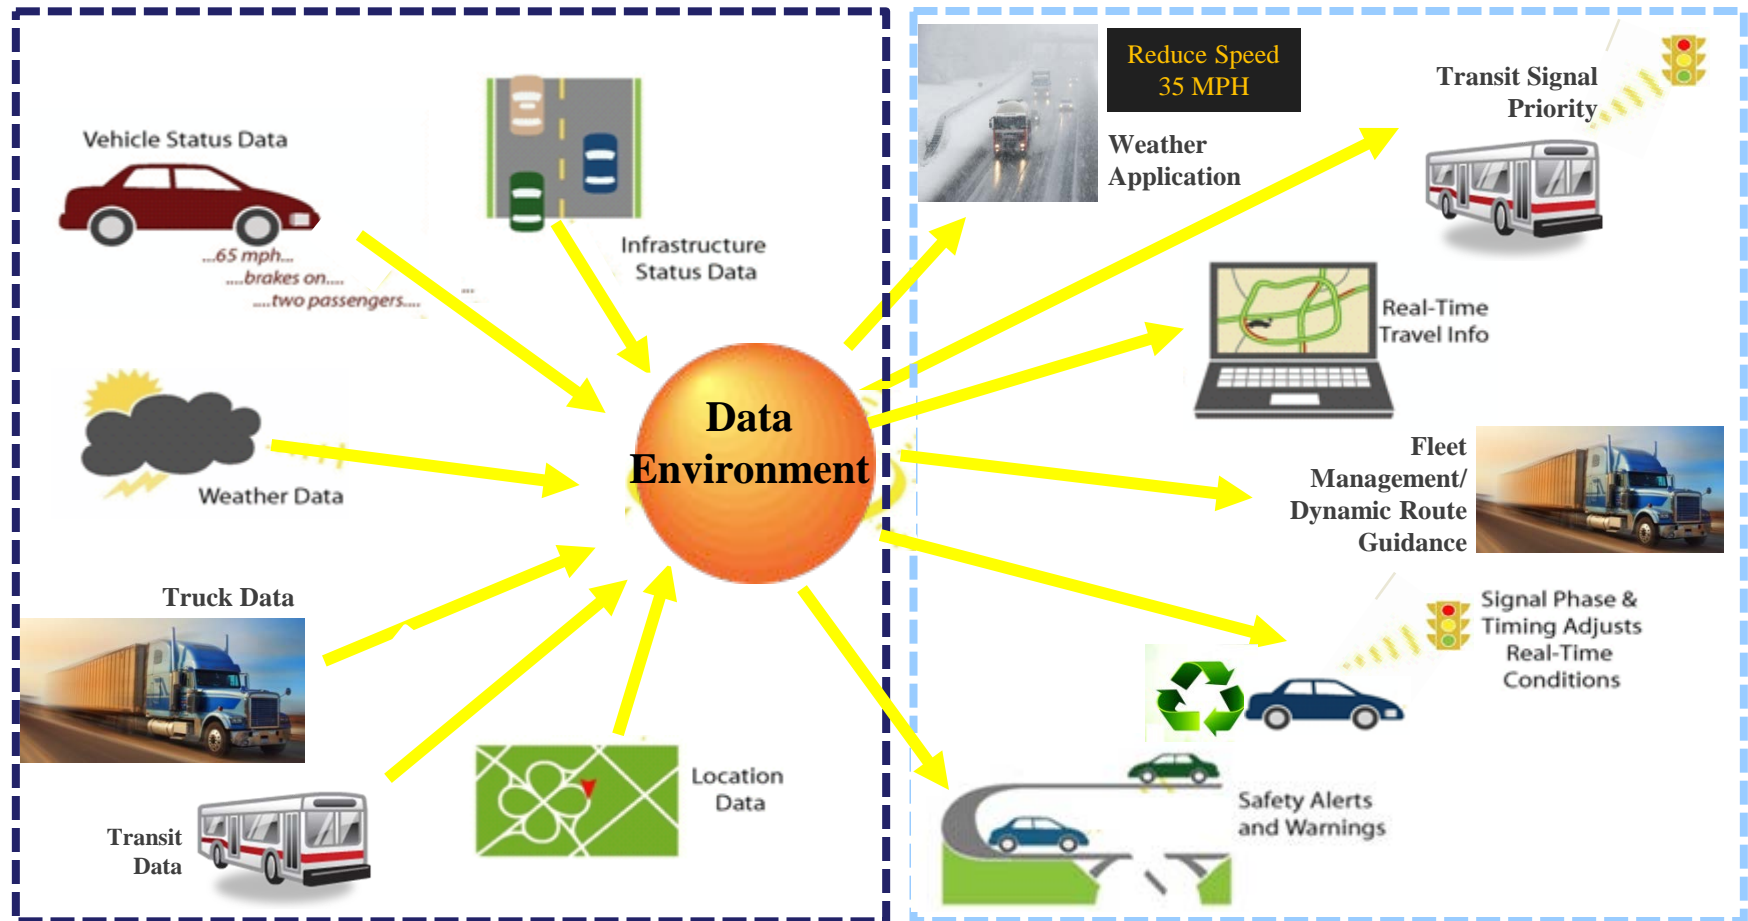 Vehicle Status Data
...65 mph...
....brakes on....
....two passengers....
...
Infrastructure
Status Data
Weather Data
Truck Data
Transit
Data
Location
Data
Data
Environment
Reduce Speed
35 MPH
Weather
Application
Transit Signal
Priority
Real-Time
Travel Info
Fleet
Management/
Dynamic Route
Guidance
Signal Phase &
Timing Adjusts
Real-Time
Conditions
Safety Alerts
and Warnings